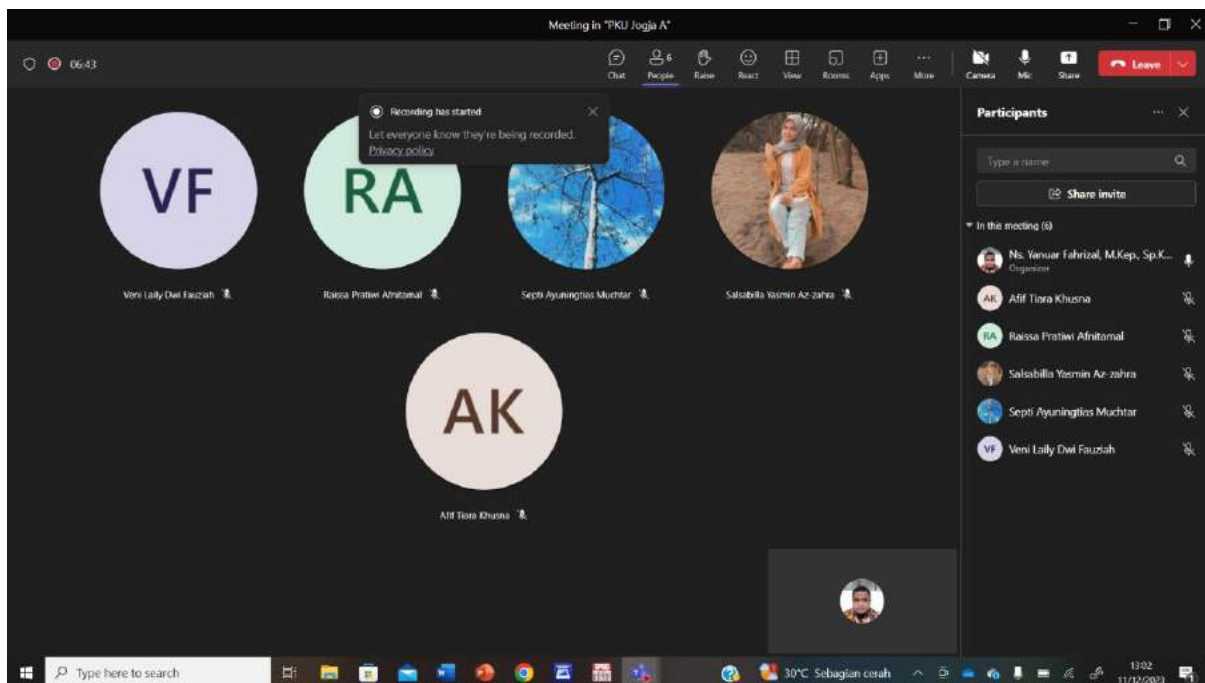 Meeting in "PKU Jogja A"
06:43
Chat
People
6
Raise
React
View
Rooms
Apps
More
Camera
Mic
Share
Leave
Recording has started
Let everyone know they're being recorded.
Privacy policy
VF
RA
Veni Laily Dwi Fauziah
Raissa Pratiwi Afnitamal
Septi Ayuningtias Muchtar
Salsabilla Yasmin Az-zahra
AK
Afif Tiara Khusna
Participants
Type a name
Share invite
In this meeting (6)
Ns. Yanuar Fahrizal, M.Kep., Sp.K...
Organizer
AK Afif Tiara Khusna
RA Raissa Pratiwi Afnitamal
Salsabilla Yasmin Az-zahra
Septi Ayuningtias Muchtar
VF Veni Laily Dwi Fauziah
Type here to search
30°C Sebagian cerah
13:02
11/12/2023